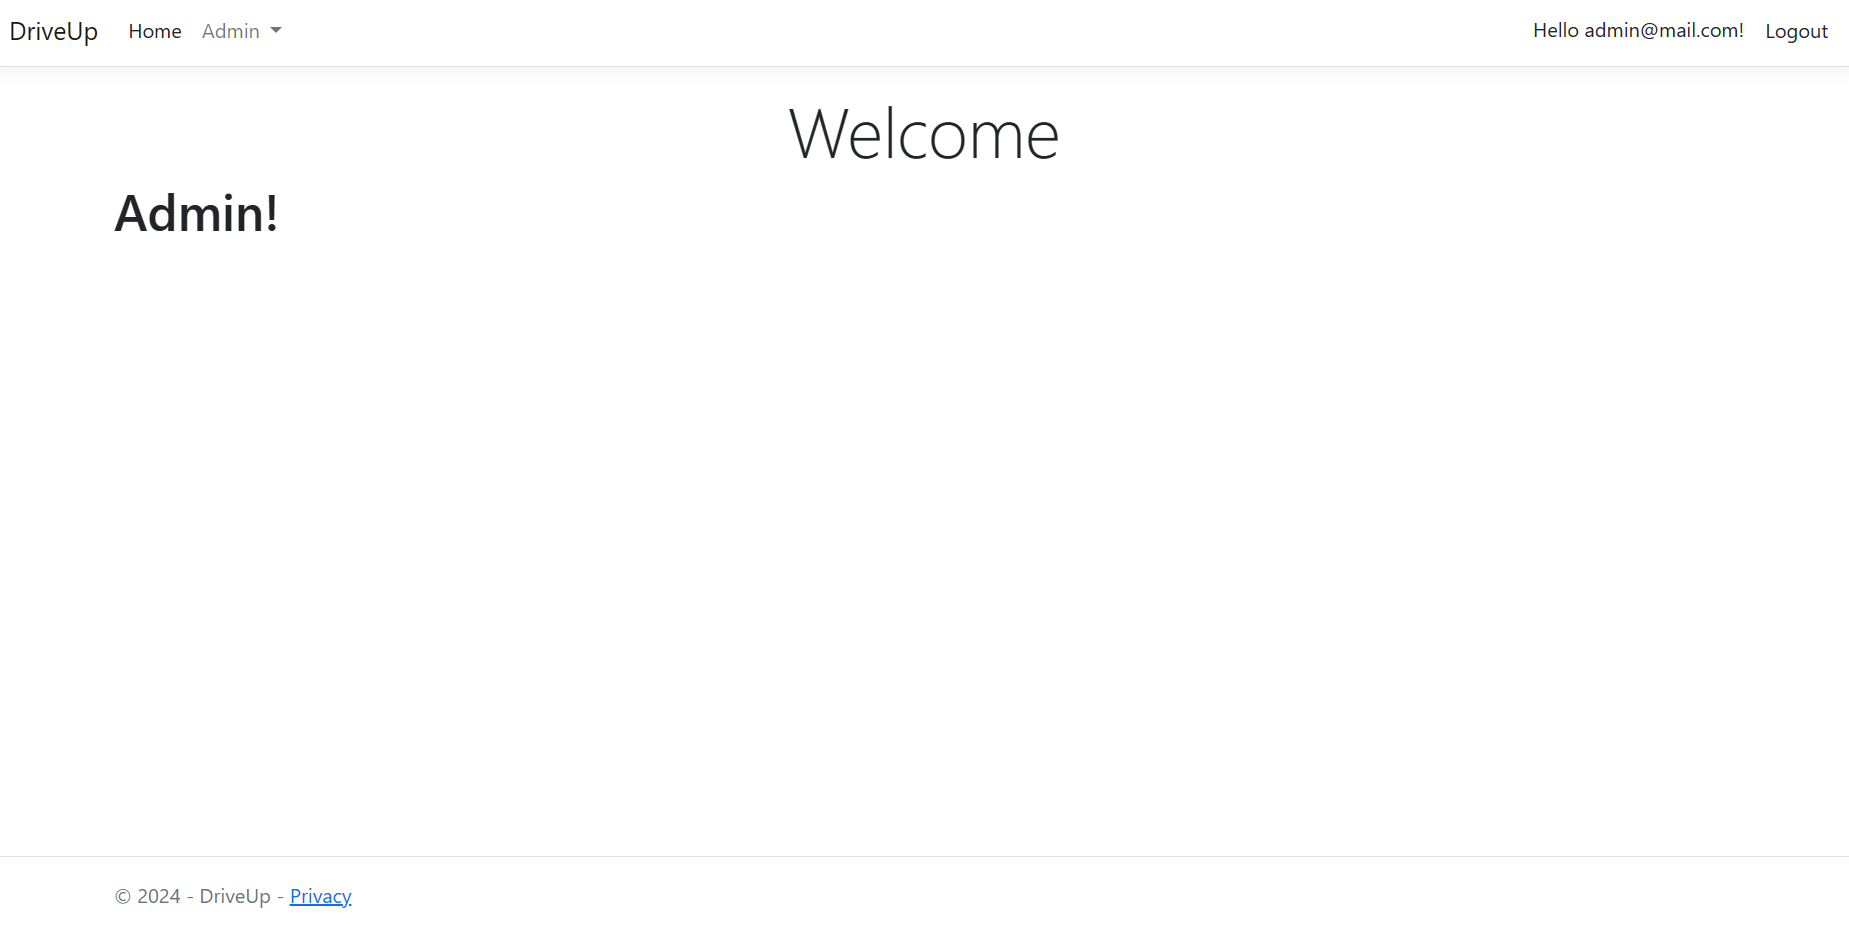 DriveUp Home Admin Hello admin@mail.com! Logout
Welcome
Admin!
© 2024 - DriveUp - Privacy